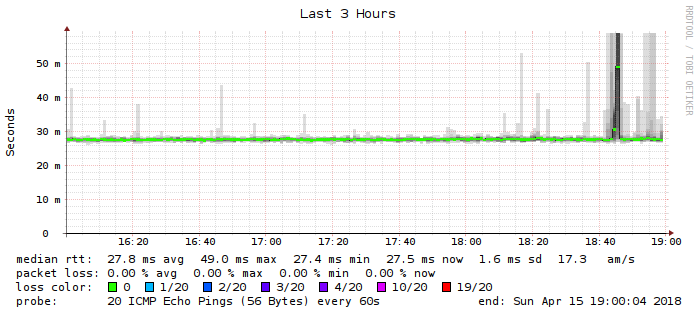 Last 3 Hours
RRDTOOL / TOBI OETIKER
Seconds
50 m
40 m
30 m
20 m
10 m
0
16:20 16:40 17:00 17:20 17:40 18:00 18:20 18:40 19:00
median rtt: 27.8 ms avg 49.0 ms max 27.4 ms min 27.5 ms now 1.6 ms sd 17.3 am/s
packet loss: 0.00 % avg 0.00 % max 0.00 % min 0.00 % now
loss color: 0 1/20 2/20 3/20 4/20 10/20 19/20
probe: 20 ICMP Echo Pings (56 Bytes) every 60s end: Sun Apr 15 19:00:04 2018